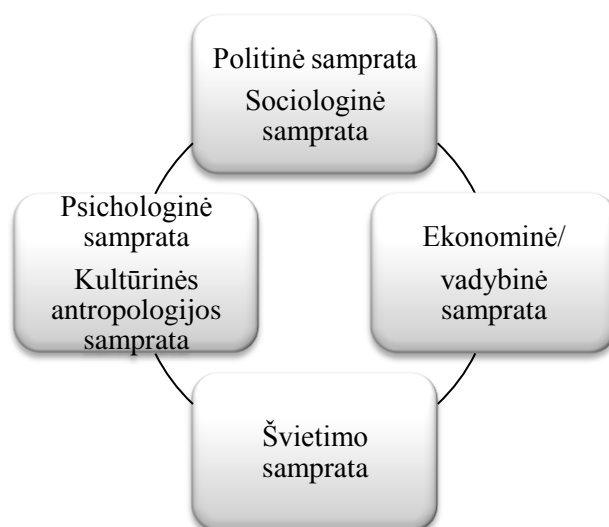 Politinė samprata
Sociologinė
samprata
Psichologinė
samprata
Kultūrinės
antropologijos
samprata
Ekonominė/
vadybinė
samprata
Švietimo
samprata